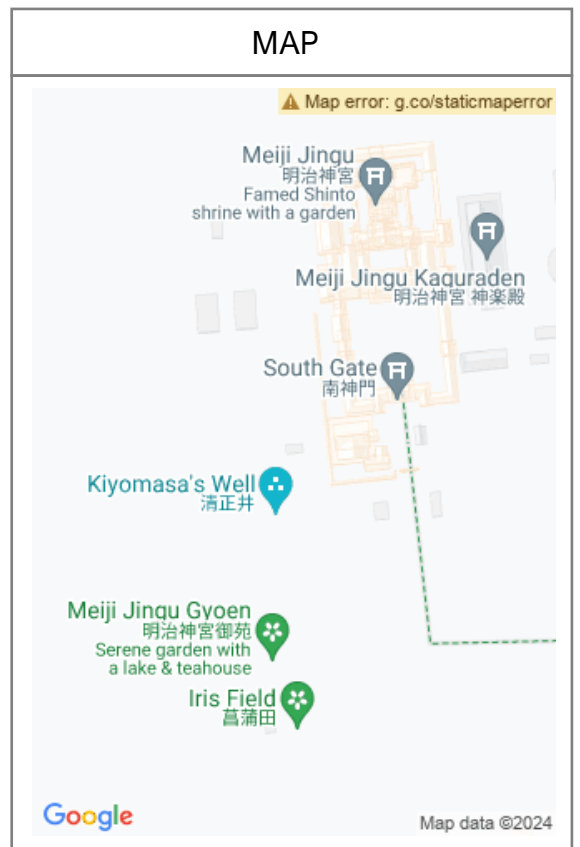 MAP
Map error: g.co/staticmaperror
Meiji Jingu
明治神宮
Famed Shinto
shrine with a garden
Meiji Jingu Kaguraden
明治神宮 神楽殿
South Gate
南神門
Kiyomasa's Well
清正井
Meiji Jingu Gyoen
明治神宮御苑
Serene garden with
a lake & teahouse
Iris Field
菖蒲田
Google
Map data ©2024